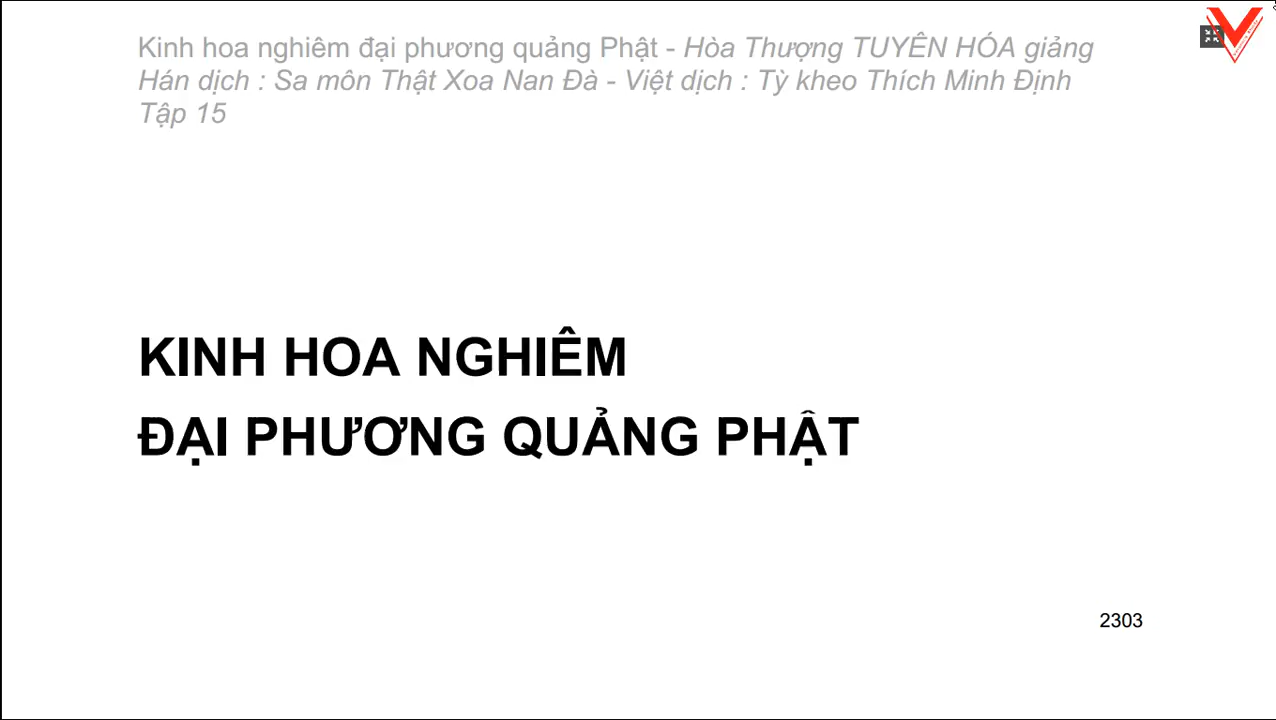 Kinh hoa nghiêm đại phương quảng Phật - Hòa Thượng TUYÊN HÓA giảng
Hán dịch : Sa môn Thật Xoa Nan Đà - Việt dịch : Tỳ kheo Thích Minh Định
Tập 15
KINH HOA NGHIÊM
ĐẠI PHƯƠNG QUẢNG PHẬT
2303